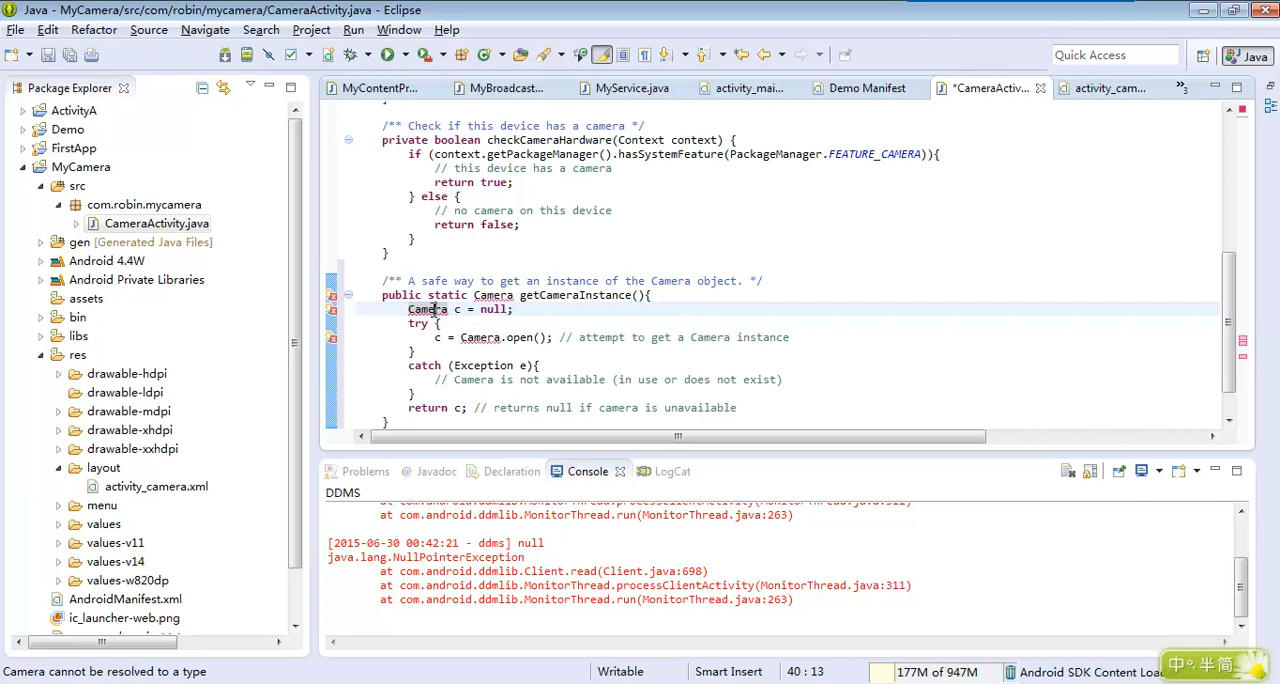 Java - MyCamera/src/com/robin/mycamera/CameraActivity.java - Eclipse
File Edit Refactor Source Navigate Search Project Run Window Help
Quick Access
Java
Package Explorer
MyContentPr...
MyBroadcast...
MyService.java
activity_mai...
Demo Manifest
*CameraActiv...
activity_cam...
»3
ActivityA
Demo
FirstApp
MyCamera
src
com.robin.mycamera
CameraActivity.java
gen [Generated Java Files]
Android 4.4W
Android Private Libraries
assets
bin
libs
res
drawable-hdpi
drawable-ldpi
drawable-mdpi
drawable-xhdpi
drawable-xxhdpi
layout
activity_camera.xml
menu
values
values-v11
values-v14
values-w820dp
AndroidManifest.xml
ic_launcher-web.png
}
/** Check if this device has a camera */
private boolean checkCameraHardware(Context context) {
if (context.getPackageManager().hasSystemFeature(PackageManager.FEATURE_CAMERA)){
// this device has a camera
return true;
} else {
// no camera on this device
return false;
}
}
/** A safe way to get an instance of the Camera object. */
public static Camera getCameraInstance(){
Camera c = null;
try {
c = Camera.open(); // attempt to get a Camera instance
}
catch (Exception e){
// Camera is not available (in use or does not exist)
}
return c; // returns null if camera is unavailable
}
Problems @ Javadoc Declaration Console LogCat
DDMS
at com.android.ddmlib.MonitorThread.processClientActivity(MonitorThread.java:311)
at com.android.ddmlib.MonitorThread.run(MonitorThread.java:263)
[2015-06-30 00:42:21 - ddms] null
java.lang.NullPointerException
at com.android.ddmlib.Client.read(Client.java:698)
at com.android.ddmlib.MonitorThread.processClientActivity(MonitorThread.java:311)
at com.android.ddmlib.MonitorThread.run(MonitorThread.java:263)
Camera cannot be resolved to a type
Writable
Smart Insert
40 : 13
177M of 947M
Android SDK Content Loa
中°,半简